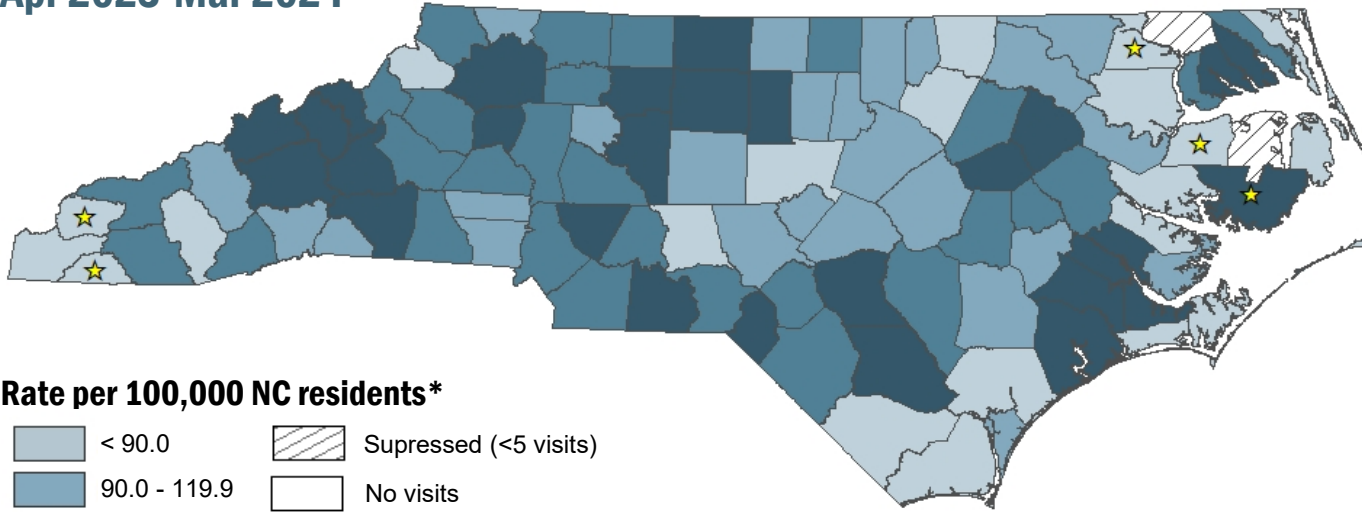 Apr 2023-Mar 2024
Rate per 100,000 NC residents*
< 90.0
Supressed (<5 visits)
90.0 - 119.9
No visits